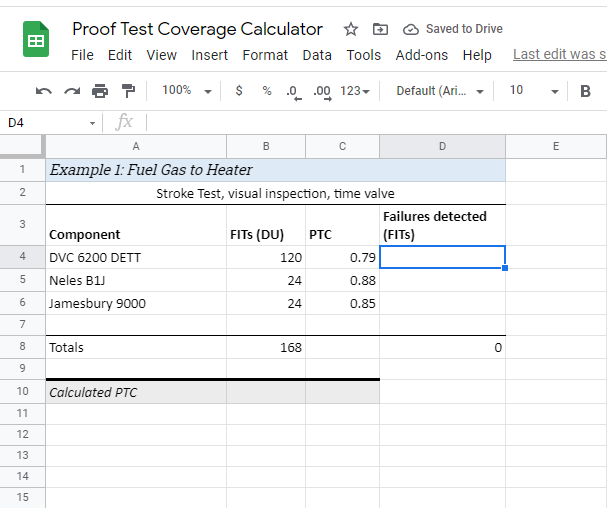 Proof Test Coverage Calculator Saved to Drive
File Edit View Insert Format Data Tools Add-ons Help Last edit was s
100% $ % .0 .00 123 Default (Ari... 10 B
D4 fx
A B C D E
1 Example 1: Fuel Gas to Heater
2 Stroke Test, visual inspection, time valve
3 Component FITs (DU) PTC Failures detected (FITs)
4 DVC 6200 DETT 120 0.79
5 Neles B1J 24 0.88
6 Jamesbury 9000 24 0.85
7
8 Totals 168 0
9
10 Calculated PTC
11
12
13
14
15